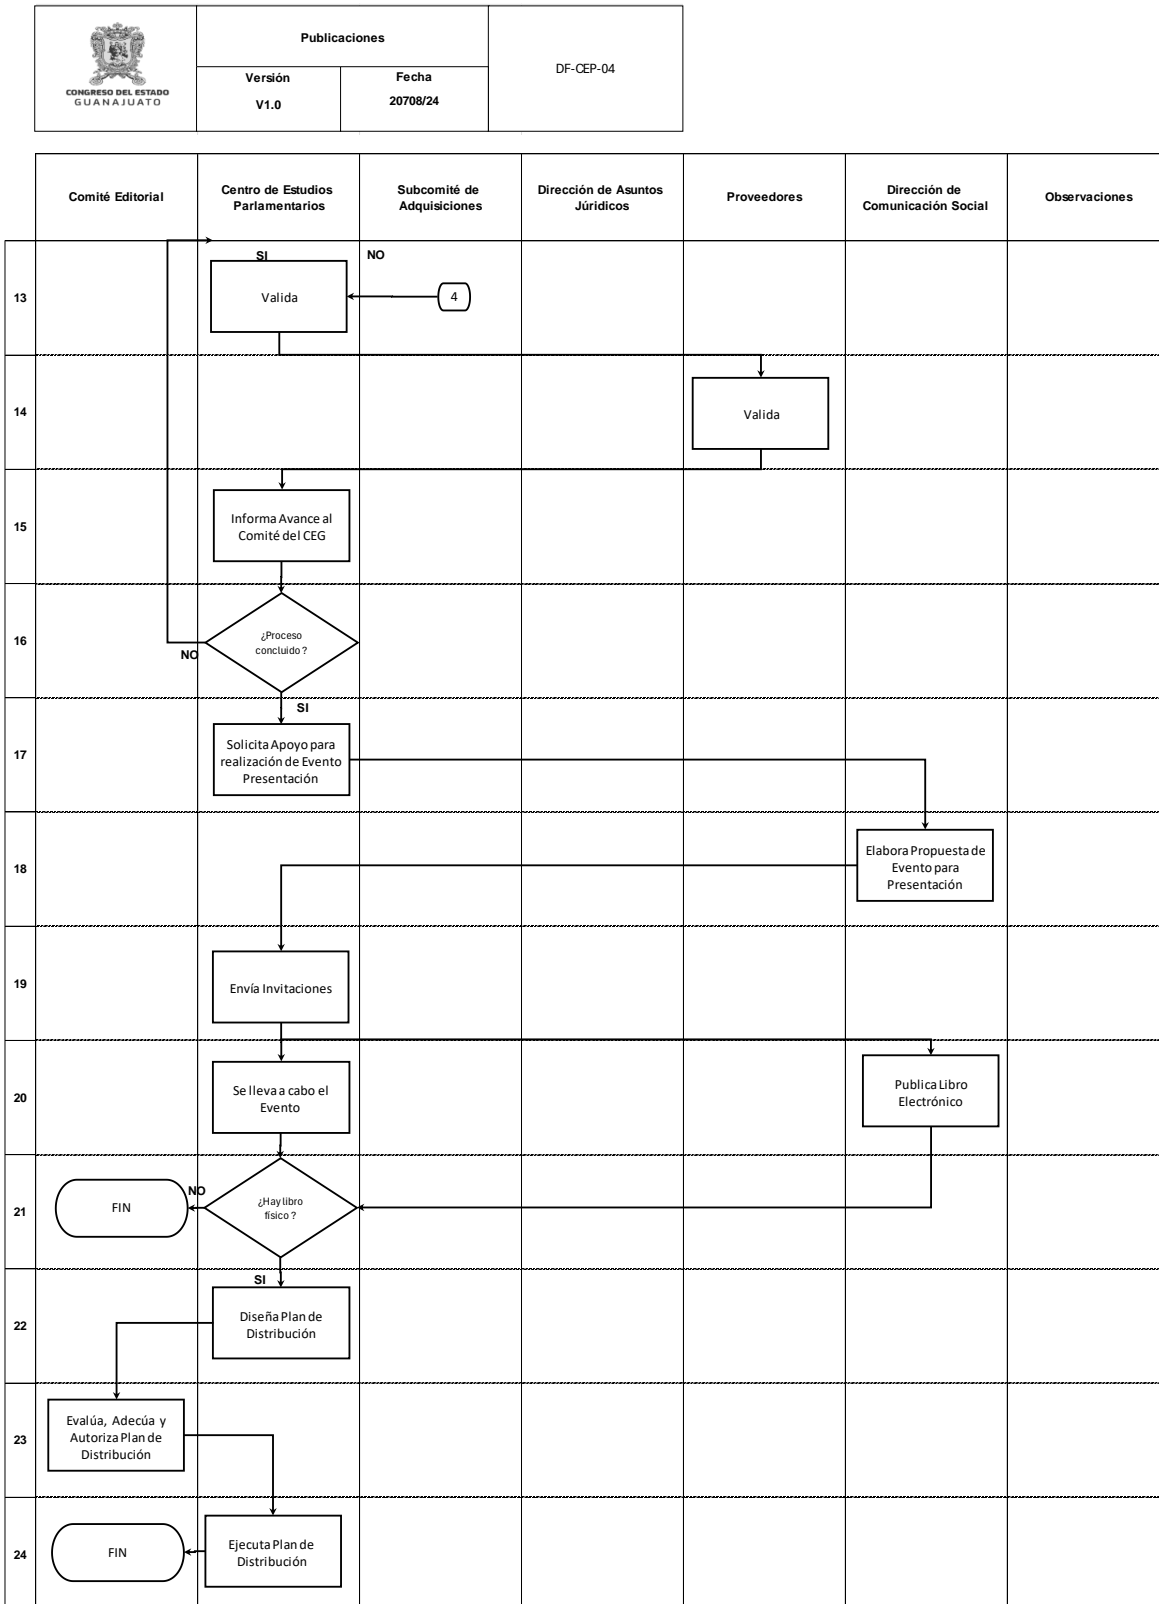 CONGRESO DEL ESTADO
GUANAJUATO
Publicaciones
Versión
V1.0
Fecha
20708/24
DF-CEP-04
Comité Editorial
Centro de Estudios
Parlamentarios
Subcomité de
Adquisiciones
Dirección de Asuntos
Júridicos
Proveedores
Dirección de
Comunicación Social
Observaciones
13
SI
NO
Valida
4
14
Valida
15
Informa Avance al
Comité del CEG
16
¿Proceso
concluido ?
NO
SI
17
Solicita Apoyo para
realización de Evento
Presentación
18
Elabora Propuesta de
Evento para
Presentación
19
Envía Invitaciones
20
Se lleva a cabo el
Evento
Publica Libro
Electrónico
21
FIN
NO
¿Hay libro
físico ?
SI
22
Diseña Plan de
Distribución
23
Evalúa, Adecúa y
Autoriza Plan de
Distribución
24
FIN
Ejecuta Plan de
Distribución